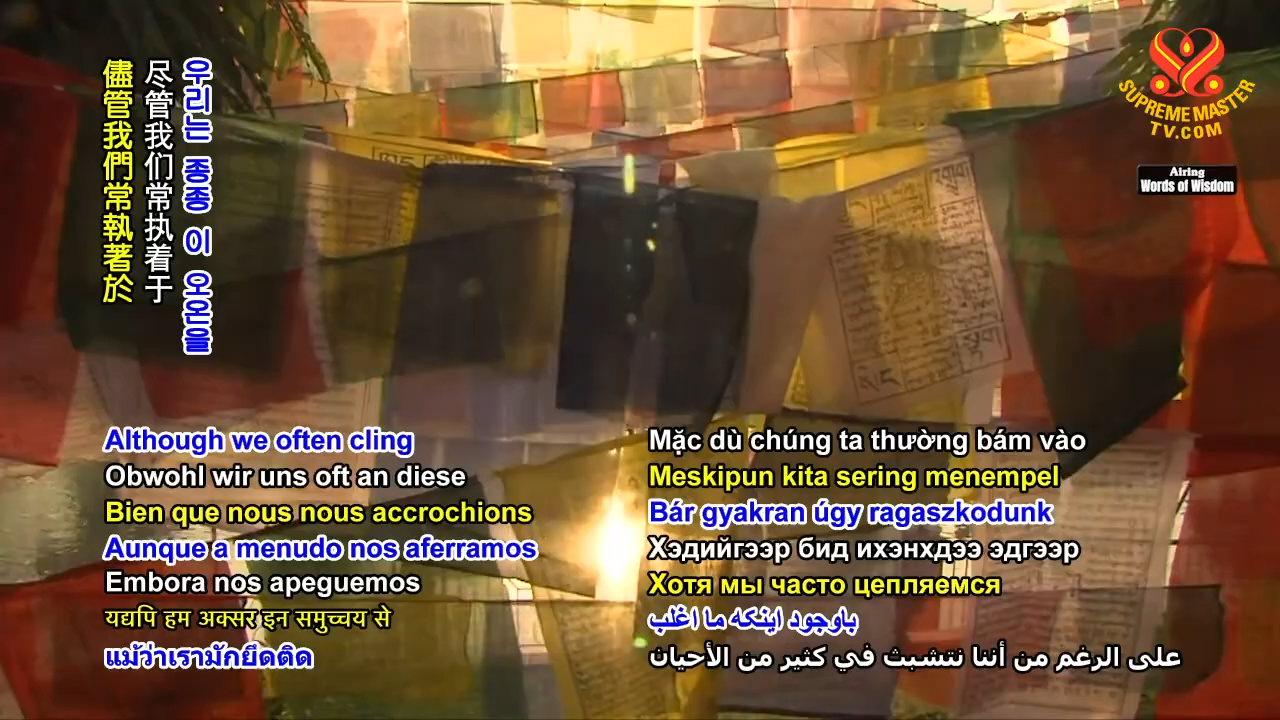 儘管我們常執著於
尽管我们常执着于
우리는 종종 이 오온을
SUPREME MASTER
TV.COM
Airing
Words of Wisdom
Although we often cling
Obwohl wir uns oft an diese
Bien que nous nous accrochions
Aunque a menudo nos aferramos
Embora nos apeguemos
यद्यपि हम अक्सर इन समुच्चय से
แม้ว่าเรามักยึดติด
Mặc dù chúng ta thường bám vào
Meskipun kita sering menempel
Bár gyakran úgy ragaszkodunk
Хэдийгээр бид ихэнхдээ эдгээр
Хотя мы часто цепляемся
باوجود اینکه ما اغلب
على الرغم من أننا نتشبث في كثير من الأحيان